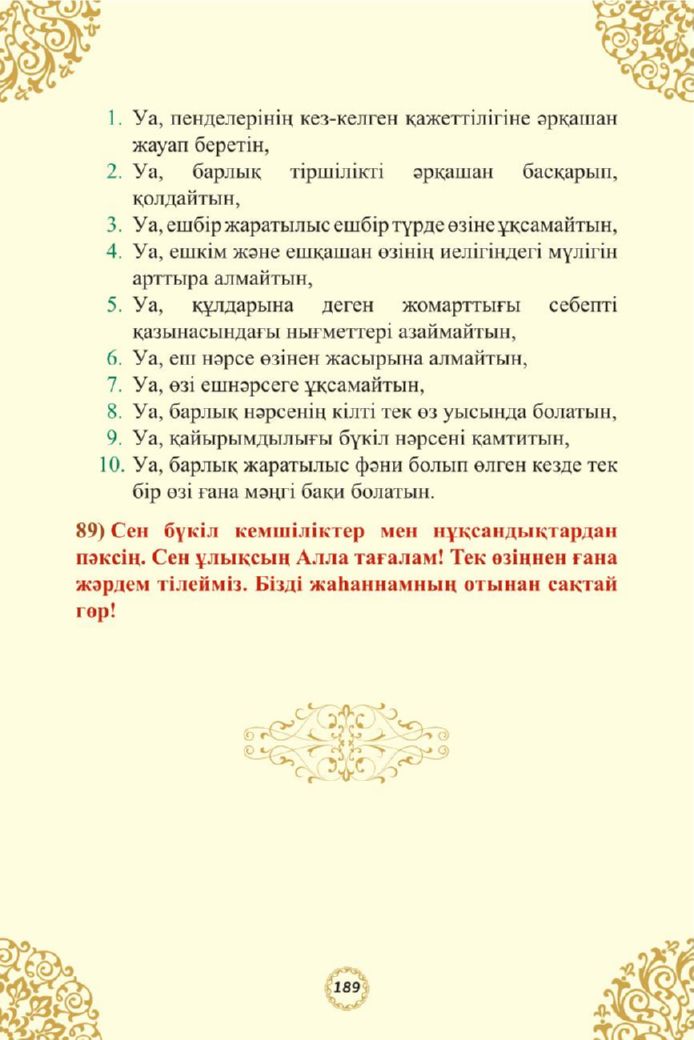 1. Уа, пенделерінің кез-келген қажеттілігіне әрқашан
жауап беретін,
2. Уа, барлық тіршілікті әрқашан басқарып,
қолдайтын,
3. Уа, ешбір жаратылыс ешбір түрде өзіне ұқсамайтын,
4. Уа, ешкім және ешқашан өзінің иелігіндегі мүлігін
арттыра алмайтын,
5. Уа, құлдарына деген жомарттығы себепті
қазынасындағы нығметтері азаймайтын,
6. Уа, еш нәрсе өзінен жасырына алмайтын,
7. Уа, өзі ешнәрсеге ұқсамайтын,
8. Уа, барлық нәрсенің кілті тек өз уысында болатын,
9. Уа, қайырымдылығы бүкіл нәрсені қамтитын,
10. Уа, барлық жаратылыс фәни болып өлген кезде тек
бір өзі ғана мәңгі бақи болатын.
89) Сен бүкіл кемшіліктер мен нұқсандықтардан
пәксің. Сен ұлықсың Алла тағалам! Тек өзіңнен ғана
жәрдем тілейміз. Бізді жаһаннамның отынан сақтай
гөр!
189